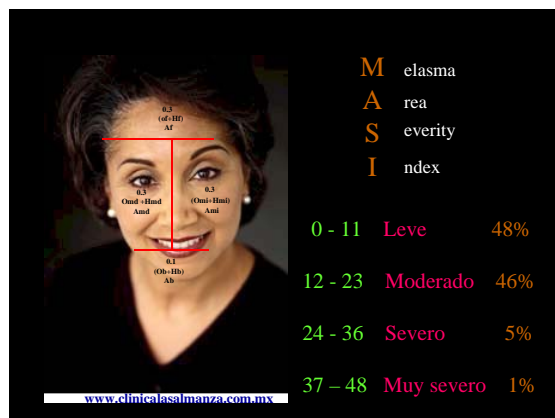 M elasma
A rea
S everity
I ndex
0.3
(of+Hf)
Af
0.3
Omd +Hmd
Amd
0.3
(Omi+Hmi)
Ami
0.1
(Ob+Hb)
Ab
0 - 11 Leve 48%
12 - 23 Moderado 46%
24 - 36 Severo 5%
37 – 48 Muy severo 1%
www.clinicalasalmanza.com.mx